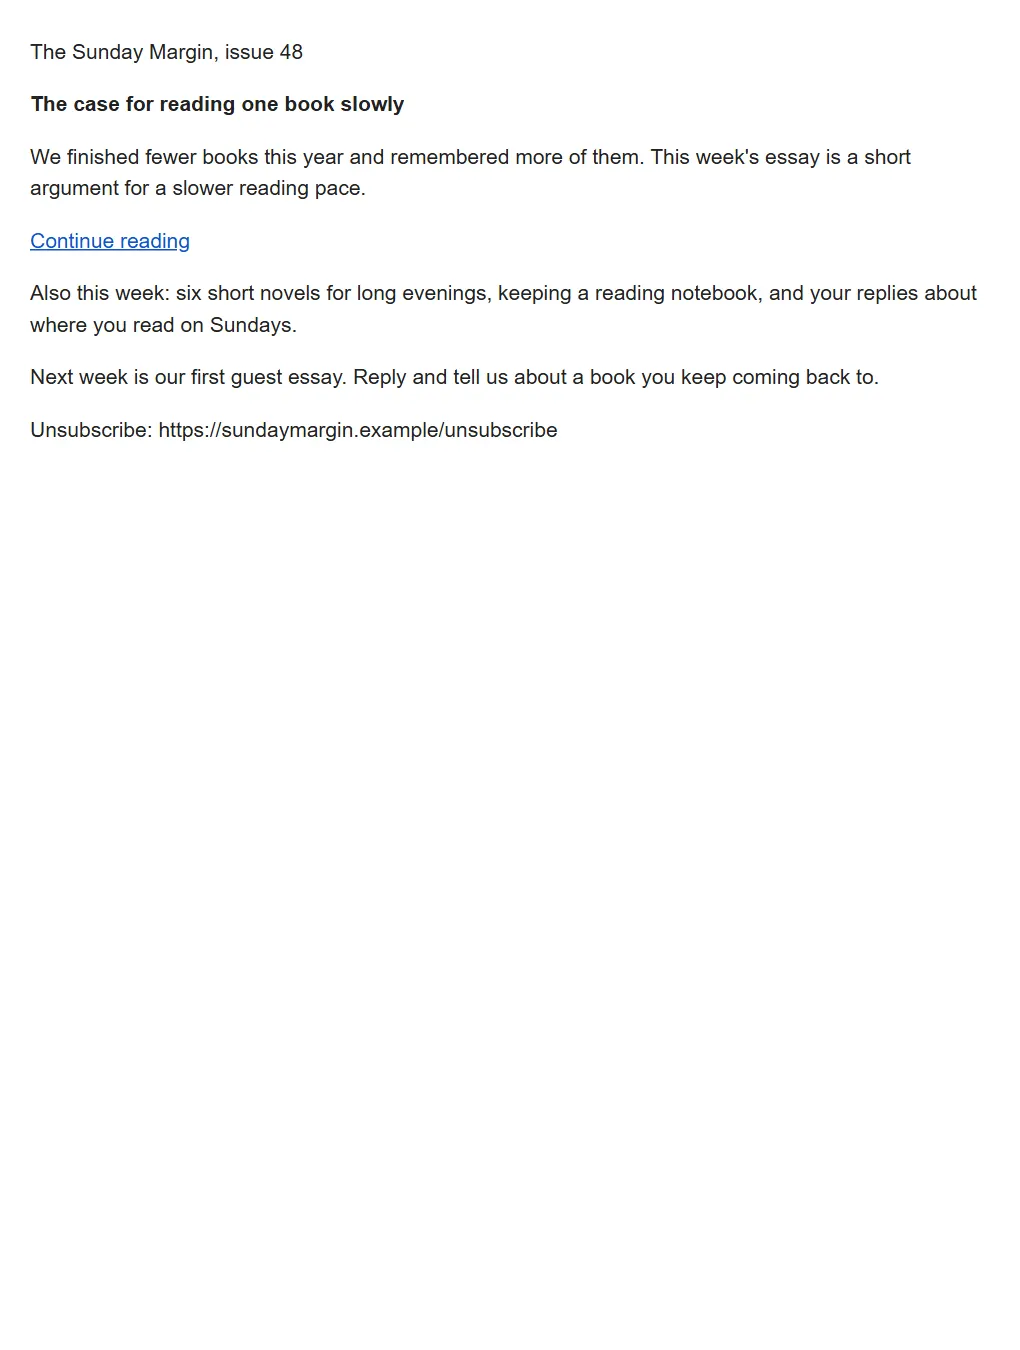 The Sunday Margin, issue 48
The case for reading one book slowly
We finished fewer books this year and remembered more of them. This week's essay is a short
argument for a slower reading pace.
Continue reading
Also this week: six short novels for long evenings, keeping a reading notebook, and your replies about
where you read on Sundays.
Next week is our first guest essay. Reply and tell us about a book you keep coming back to.
Unsubscribe: https://sundaymargin.example/unsubscribe